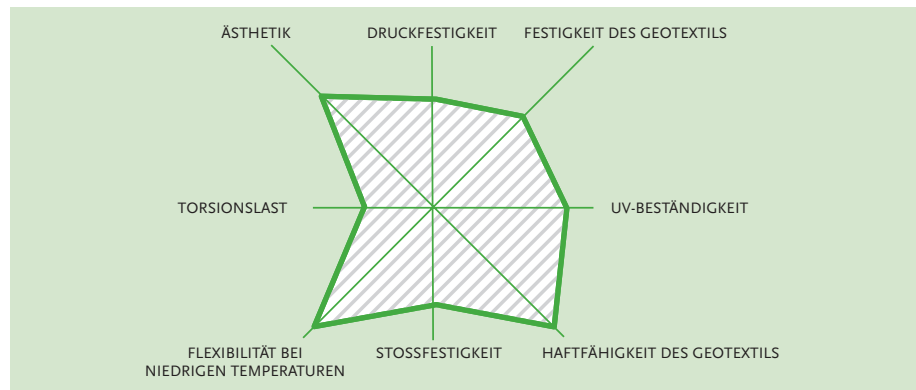 ÄSTHETIK
DRUCKFESTIGKEIT
FESTIGKEIT DES GEOTEXTILS
TORSIONSLAST
UV-BESTÄNDIGKEIT
FLEXIBILITÄT BEI
NIEDRIGEN TEMPERATUREN
STOSSFESTIGKEIT
HAFTFÄHIGKEIT DES GEOTEXTILS